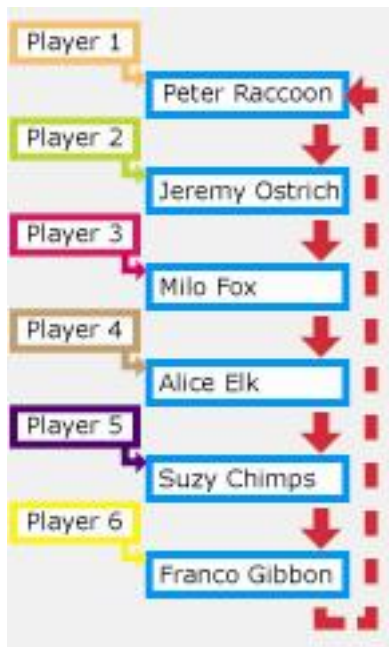 Player 1
Peter Raccoon
Player 2
Jeremy Ostrich
Player 3
Milo Fox
Player 4
Alice Elk
Player 5
Suzy Chimps
Player 6
Franco Gibbon